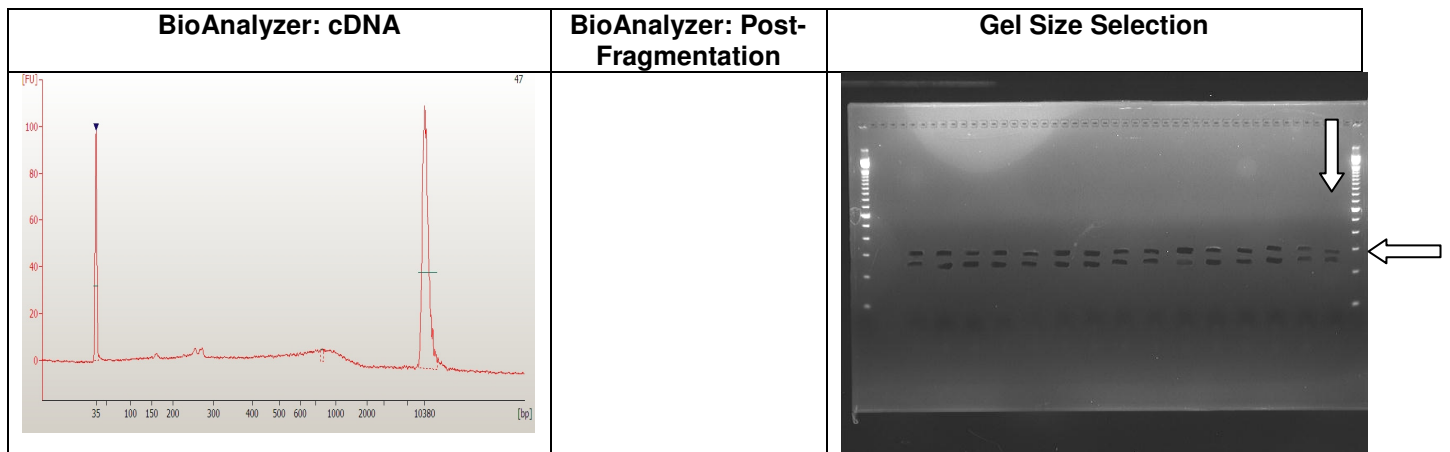 BioAnalyzer: cDNA
BioAnalyzer: Post-
Fragmentation
Gel Size Selection
[FU]
47
100
80
60
40
20
0
35 100 150 200 300 400 500 600 1000 2000 10380 [bp]